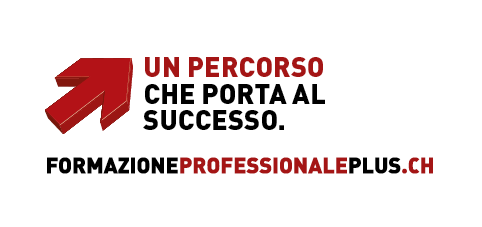 UN PERCORSO
CHE PORTA AL
SUCCESSO.
FORMAZIONEPROFESSIONALEPLUS.CH